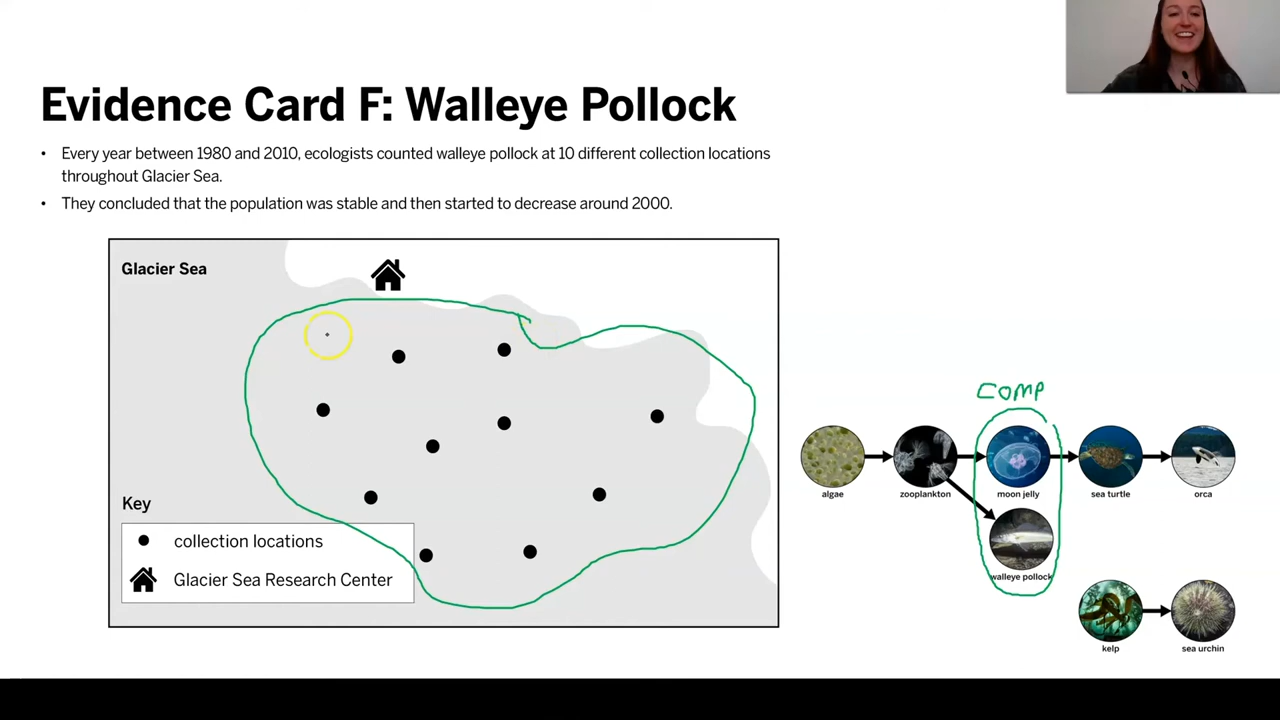 Evidence Card F: Walleye Pollock
• Every year between 1980 and 2010, ecologists counted walleye pollock at 10 different collection locations
throughout Glacier Sea.
• They concluded that the population was stable and then started to decrease around 2000.
Glacier Sea
Key
collection locations
Glacier Sea Research Center
COMP
algae
zooplankton
moon jelly
sea turtle
orca
walleye pollock
kelp
sea urchin